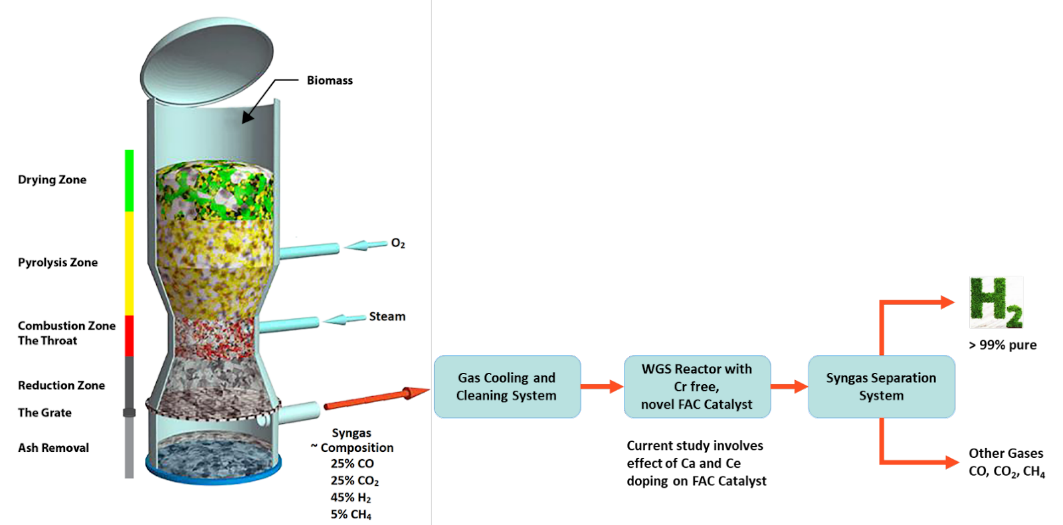 Biomass
Drying Zone
O₂
Pyrolysis Zone
Steam
Combustion Zone
The Throat
Reduction Zone
The Grate
Ash Removal
Syngas
~ Composition
25% CO
25% CO₂
45% H₂
5% CH₄
Gas Cooling and
Cleaning System
WGS Reactor with
Cr free,
novel FAC Catalyst
Current study involves
effect of Ca and Ce
doping on FAC Catalyst
Syngas Separation
System
H₂
> 99% pure
Other Gases
CO, CO₂, CH₄